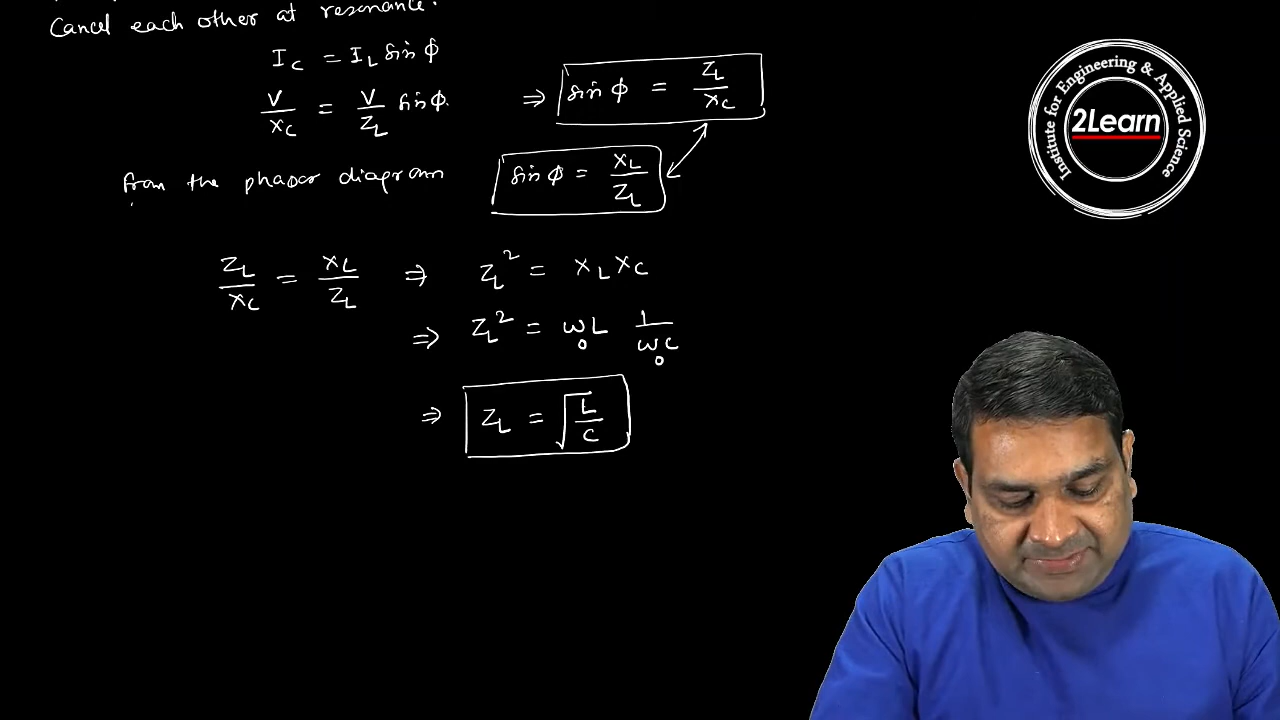 Cancel each other at resonance.
I_C = I_L sin φ
V/X_C = V/Z_L sin φ ⇒ sin φ = Z_L/X_C
from the phasor diagram sin φ = X_L/Z_L
Z_L/X_C = X_L/Z_L ⇒ Z_L² = X_L X_C
⇒ Z_L² = ω₀L 1/ω₀C
⇒ Z_L = √(L/C)
Institute for Engineering & Applied Science
2Learn